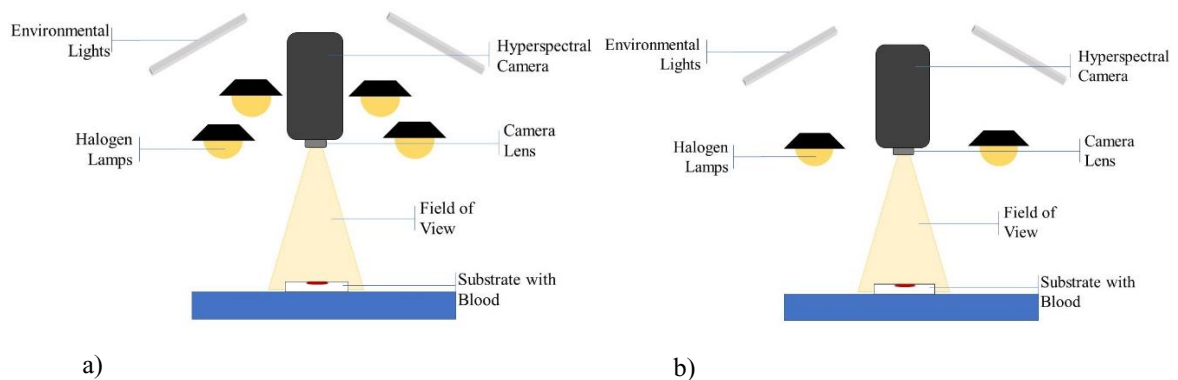 Environmental
Lights
Hyperspectral
Camera
Halogen
Lamps
Camera
Lens
Field of
View
Substrate with
Blood
a)
Environmental
Lights
Hyperspectral
Camera
Halogen
Lamps
Camera
Lens
Field of
View
Substrate with
Blood
b)